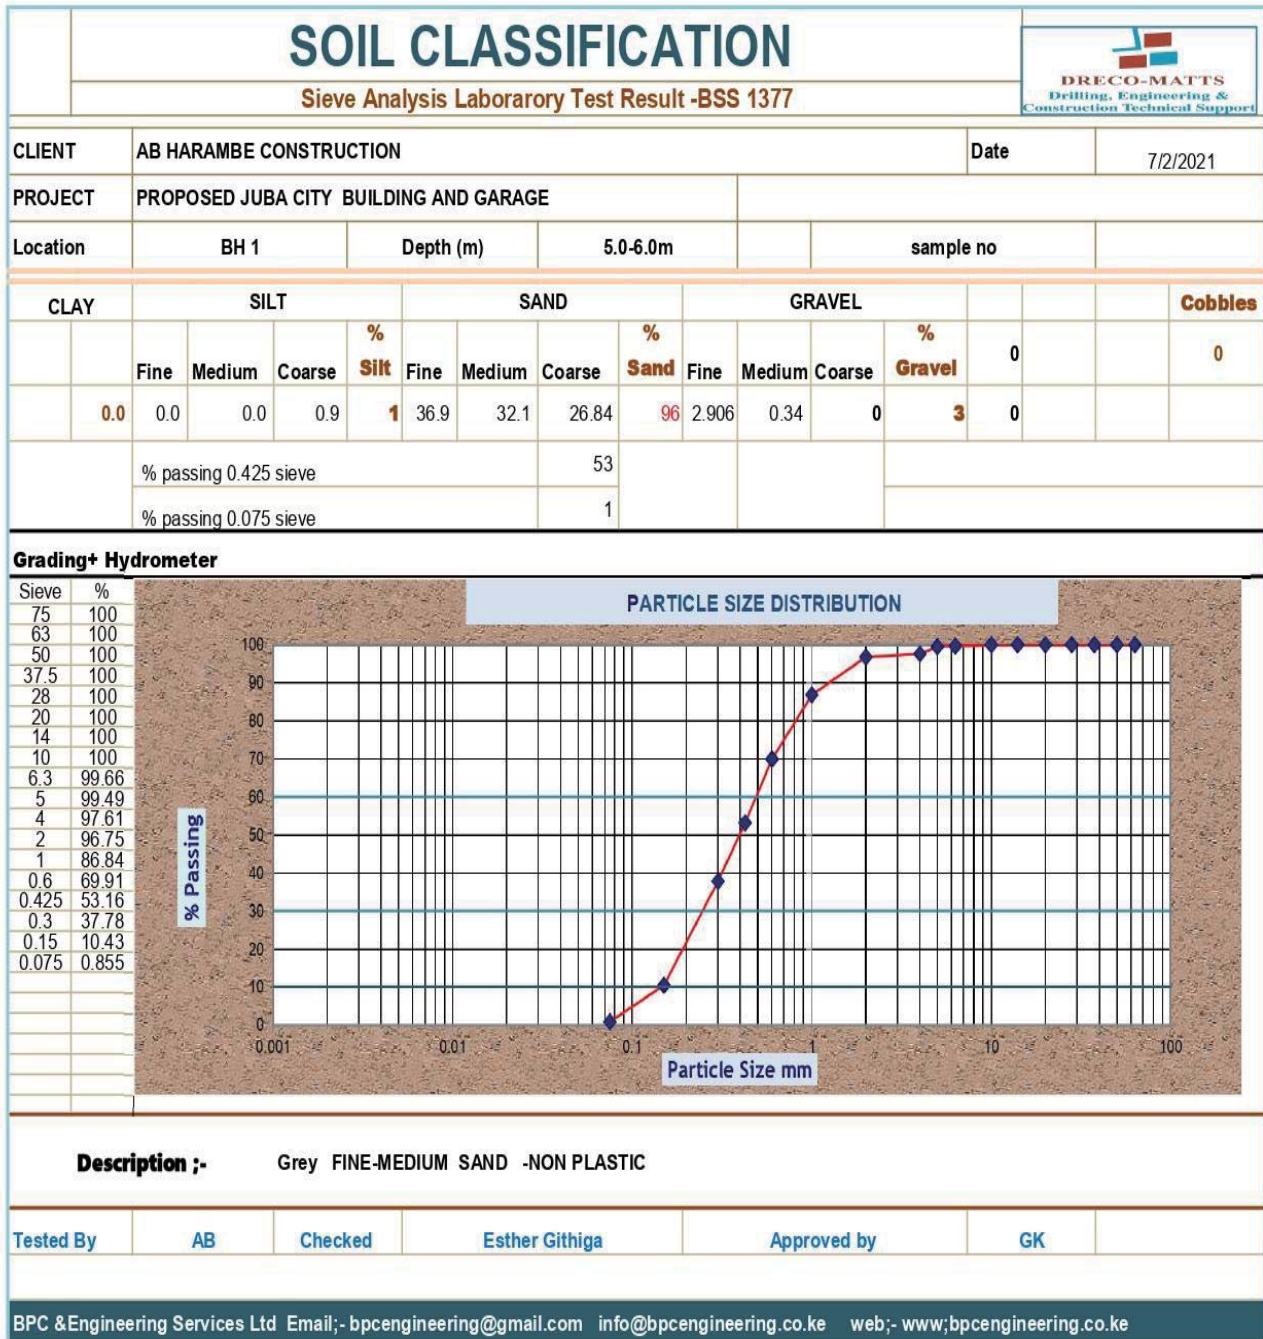 SOIL CLASSIFICATION
Sieve Analysis Laborarory Test Result -BSS 1377
DRECO-MATTS
Drilling, Engineering &
Construction Technical Support
CLIENT AB HARAMBE CONSTRUCTION Date 7/2/2021
PROJECT PROPOSED JUBA CITY BUILDING AND GARAGE
Location BH 1 Depth (m) 5.0-6.0m sample no
CLAY SILT SAND GRAVEL Cobbles
Fine Medium Coarse % Silt Fine Medium Coarse % Sand Fine Medium Coarse % Gravel 0 0
0.0 0.0 0.0 0.9 1 36.9 32.1 26.84 96 2.906 0.34 0 3 0
% passing 0.425 sieve 53
% passing 0.075 sieve 1
Grading+ Hydrometer
Sieve %
75 100
63 100
50 100
37.5 100
28 100
20 100
14 100
10 100
6.3 99.66
5 99.49
4 97.61
2 96.75
1 86.84
0.6 69.91
0.425 53.16
0.3 37.78
0.15 10.43
0.075 0.855
PARTICLE SIZE DISTRIBUTION
% Passing
100
90
80
70
60
50
40
30
20
10
0
0.001 0.01 0.1 1 10 100
Particle Size mm
Description ;- Grey FINE-MEDIUM SAND -NON PLASTIC
Tested By AB Checked Esther Githiga Approved by GK
BPC &Engineering Services Ltd Email;- bpcengineering@gmail.com info@bpcengineering.co.ke web;- www;bpcengineering.co.ke